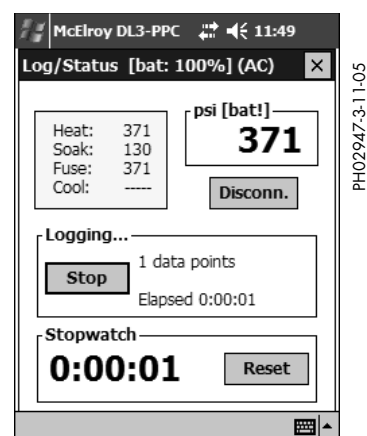 McElroy DL3-PPC 11:49
Log/Status [bat: 100%] (AC)
psi [bat!]
371
Heat: 371
Soak: 130
Fuse: 371
Cool: -----
Disconn.
Logging...
Stop
1 data points
Elapsed 0:00:01
Stopwatch
0:00:01
Reset
PH02947-3-11-05